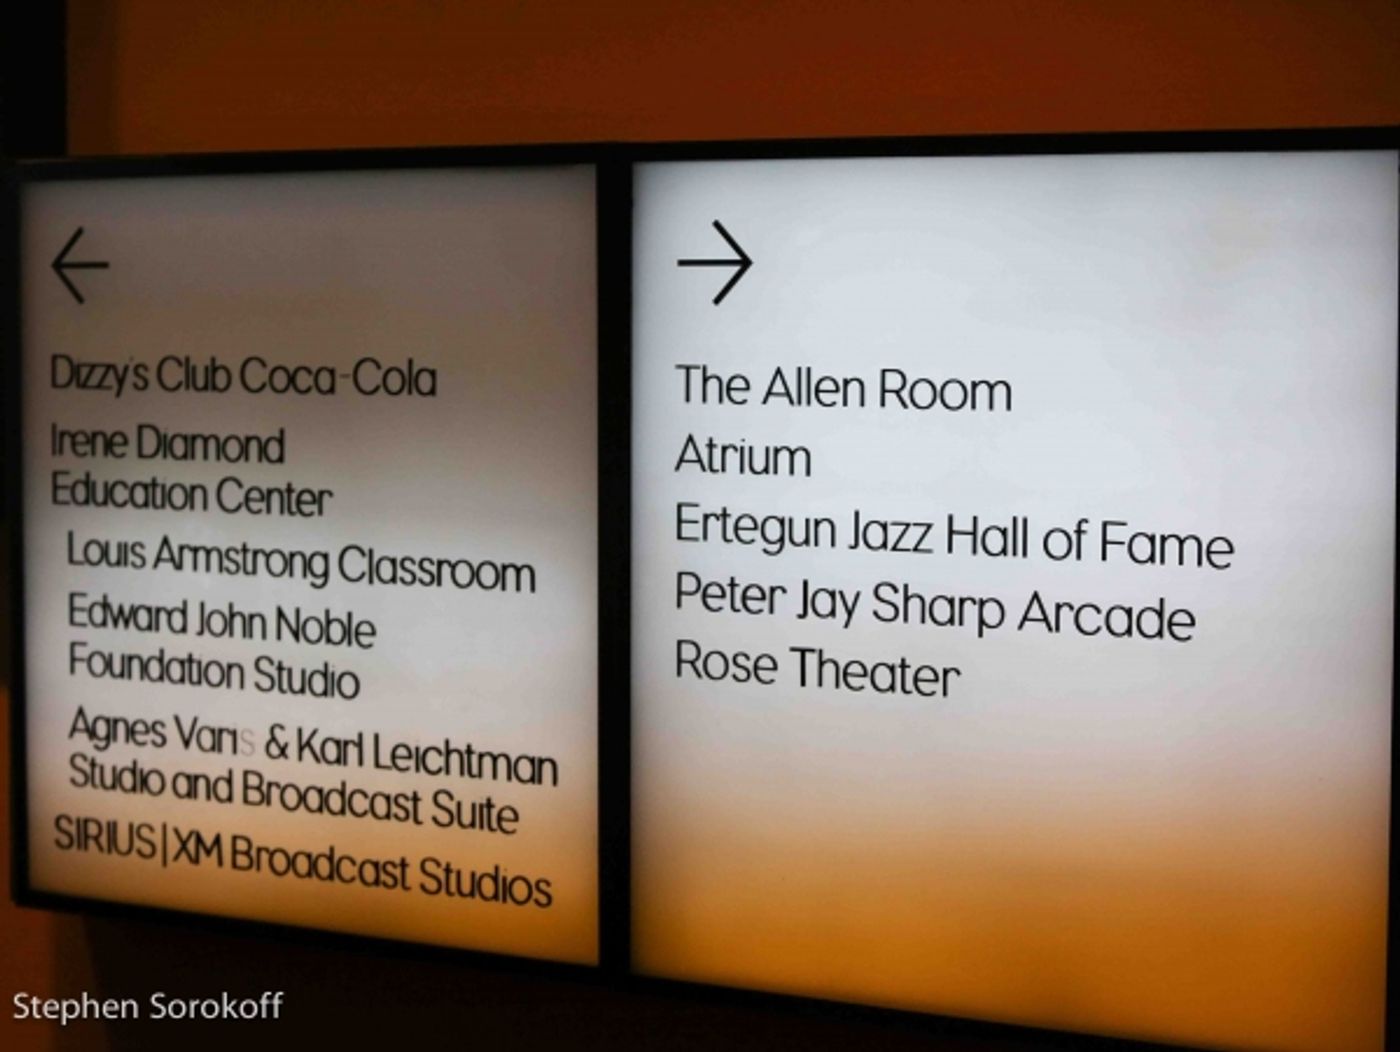 Dizzy's Club Coca-Cola
Irene Diamond
Education Center
Louis Armstrong Classroom
Edward John Noble
Foundation Studio
Agnes Varis & Karl Leichtman
Studio and Broadcast Suite
SIRIUS|XM Broadcast Studios
The Allen Room
Atrium
Ertegun Jazz Hall of Fame
Peter Jay Sharp Arcade
Rose Theater
Stephen Sorokoff